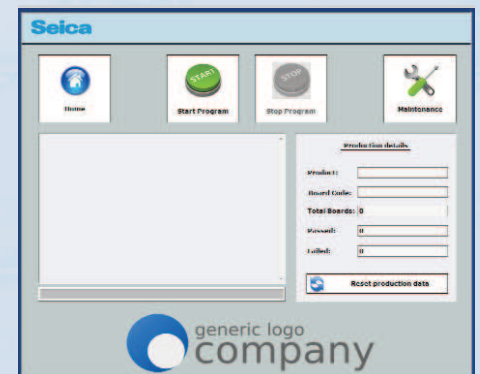 Seica
START
STOP
Home
Start Program
Stop Program
Maintenance
Production details
Product:
Board Code:
Total Boards: 0
Passed: 0
Failed: 0
Reset production data
generic logo
company